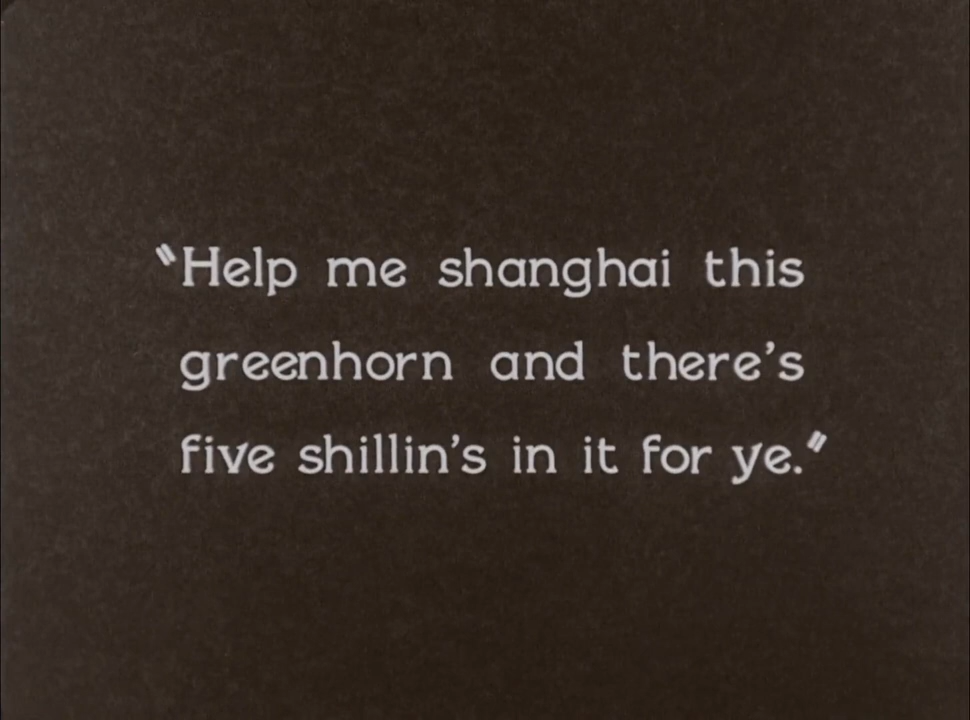 "Help me shanghai this
greenhorn and there's
five shillin's in it for ye."